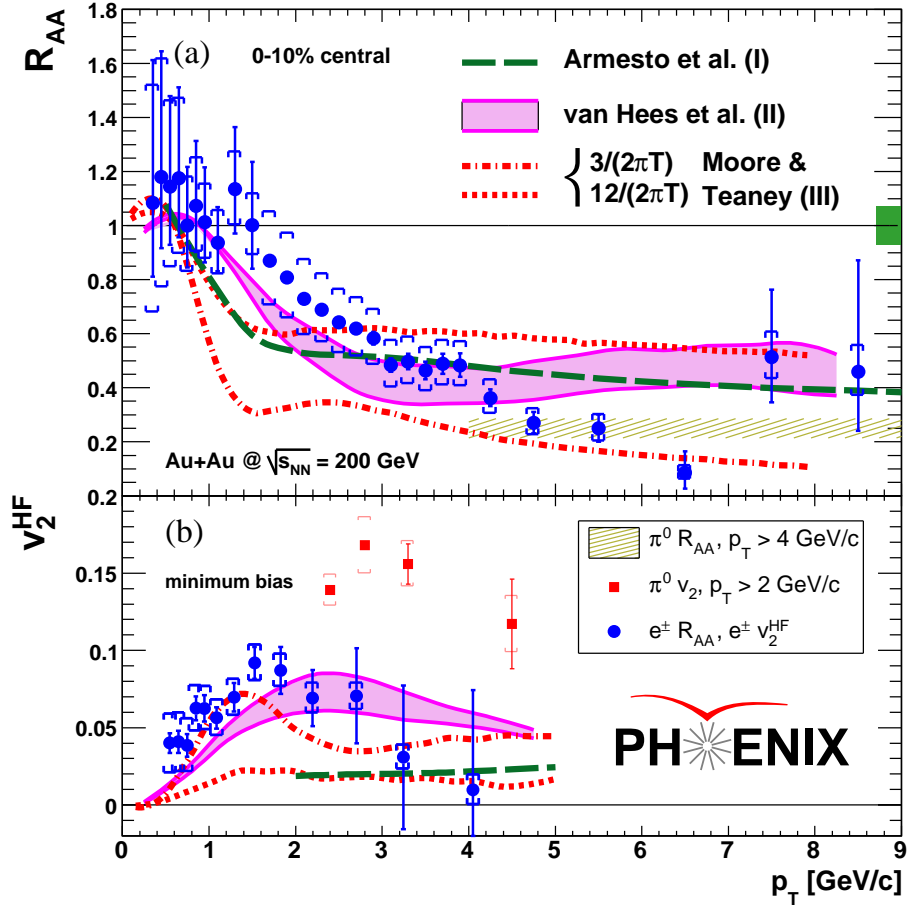 R_AA
1.8
1.6
1.4
1.2
1
0.8
0.6
0.4
0.2
(a)
0-10% central
Armesto et al. (I)
van Hees et al. (II)
3/(2πT)
12/(2πT)
{
Moore &
Teaney (III)
Au+Au @ √s_NN = 200 GeV
v_2^HF
0.2
0.15
0.1
0.05
0
(b)
minimum bias
π⁰ R_AA, p_T > 4 GeV/c
π⁰ v_2, p_T > 2 GeV/c
e± R_AA, e± v_2^HF
PHENIX
0 1 2 3 4 5 6 7 8 9
p_T [GeV/c]